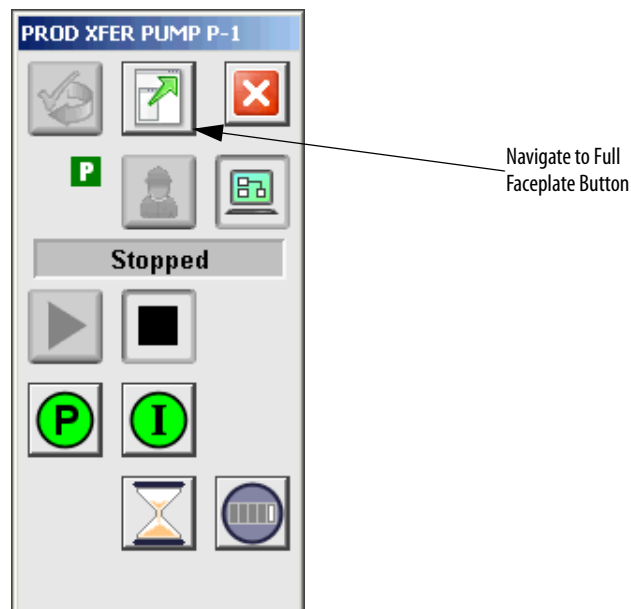 PROD XFER PUMP P-1
Navigate to Full
Faceplate Button
P
Stopped
P
I